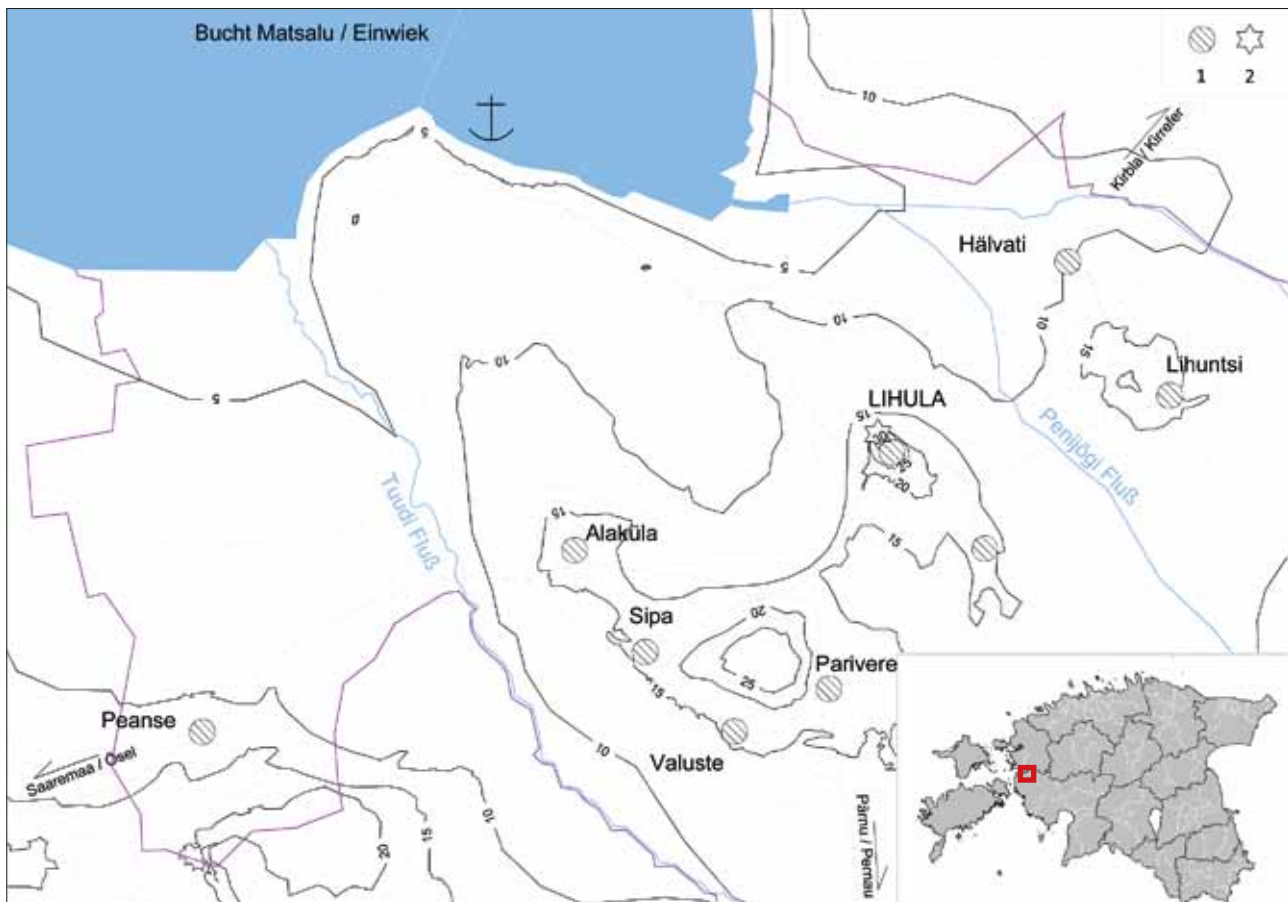 Bucht Matsalu / Einwiek
1 2
10
Kirbla / Kirrefer
5
Hälvati
5
10
10
10
15
Lihuntsi
5
LIHULA
15
30
25
20
Penijõgi Fluß
Tuudi Fluß
15
Alaküla
15
Sipa
20
Parivere
25
15
Peanse
Saaremaa / Ösel
Valuste
10
10
15
20
Pärnu / Pernau